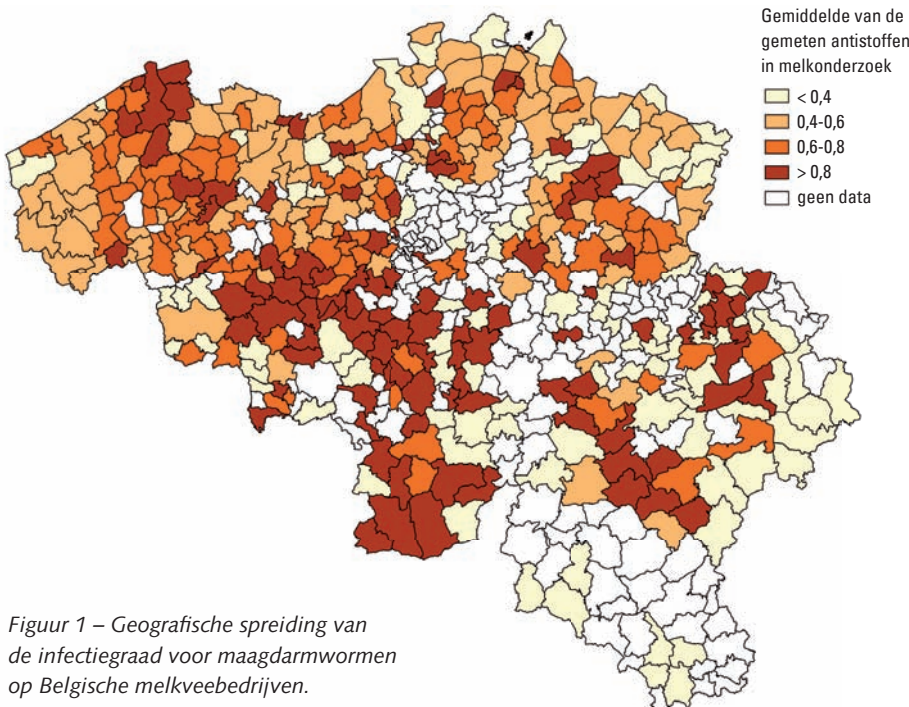 Gemiddelde van de
gemeten antistoffen
in melkonderzoek
< 0,4
0,4-0,6
0,6-0,8
> 0,8
geen data
Figuur 1 – Geografische spreiding van
de infectiegraad voor maagdarmwormen
op Belgische melkveebedrijven.